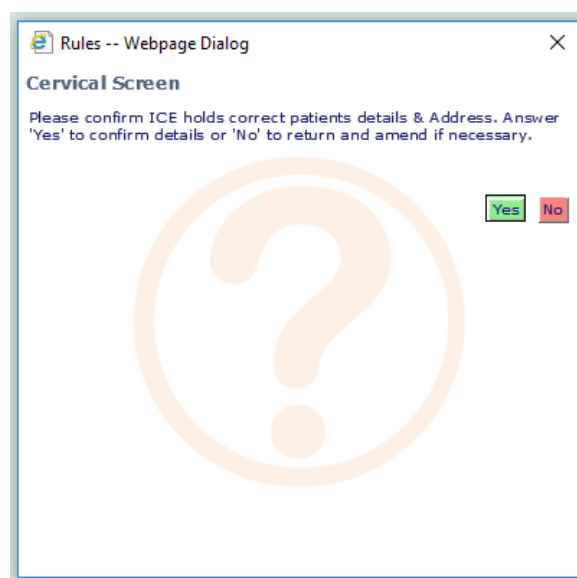 Rules -- Webpage Dialog
Cervical Screen
Please confirm ICE holds correct patients details & Address. Answer
'Yes' to confirm details or 'No' to return and amend if necessary.
Yes No